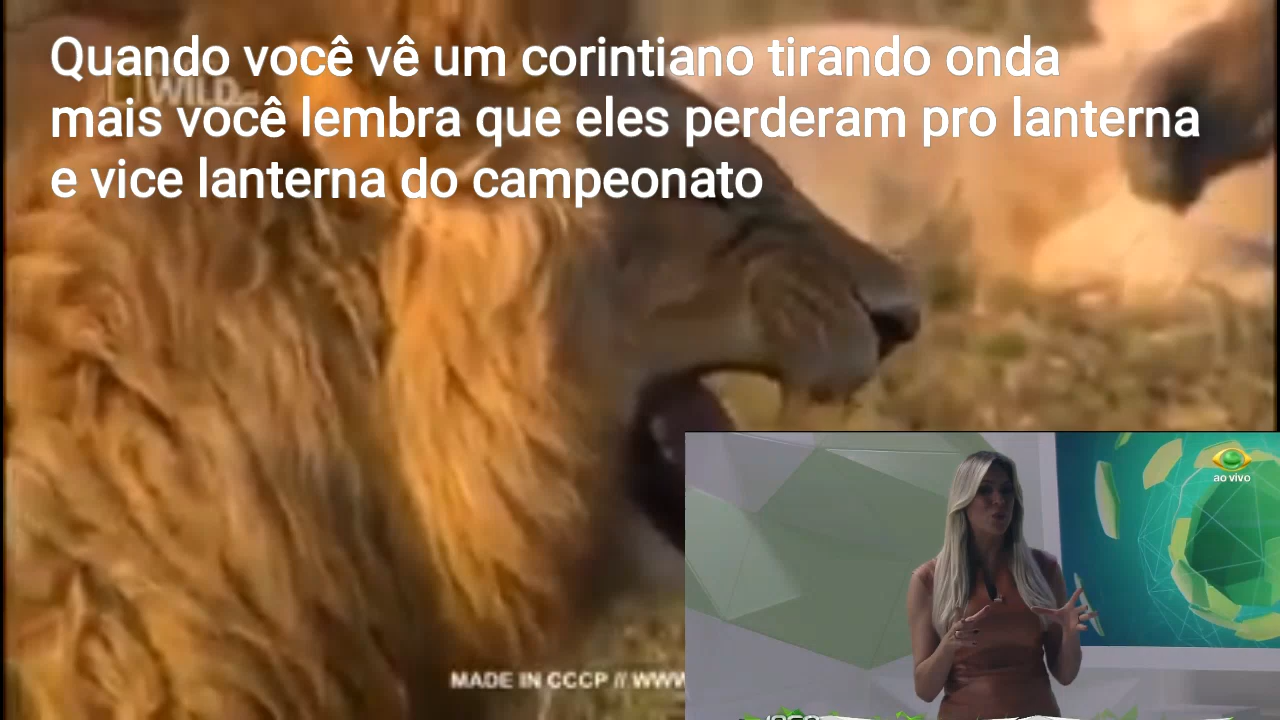 Quando você vê um corintiano tirando onda
mais você lembra que eles perderam pro lanterna
e vice lanterna do campeonato
WILD
MADE IN CCCP // WWW
ao vivo